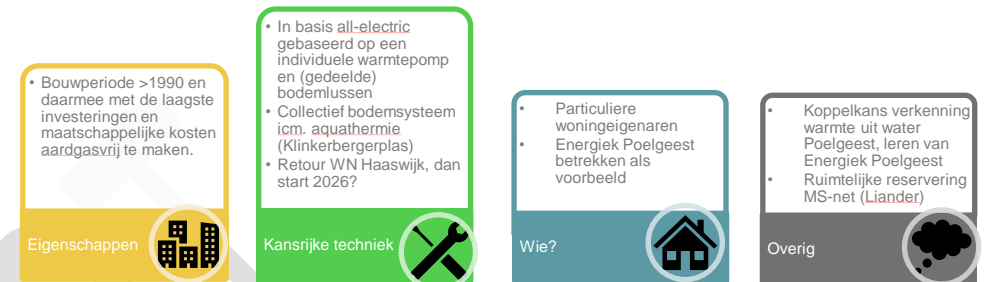 • Bouwperiode >1990 en
daarmee met de laagste
investeringen en
maatschappelijke kosten
aardgasvrij te maken.
Eigenschappen
• In basis all-electric
gebaseerd op een
individuele warmtepomp
en (gedeelde)
bodemlussen
• Collectief bodemsysteem
icm. aquathermie
(Klinkerbergerplas)
• Retour WN Haaswijk, dan
start 2026?
Kansrijke techniek
• Particuliere
woningeigenaren
• Energiek Poelgeest
betrekken als
voorbeeld
Wie?
• Koppelkans verkenning
warmte uit water
Poelgeest, leren van
Energiek Poelgeest
• Ruimtelijke reservering
MS-net (Liander)
Overig